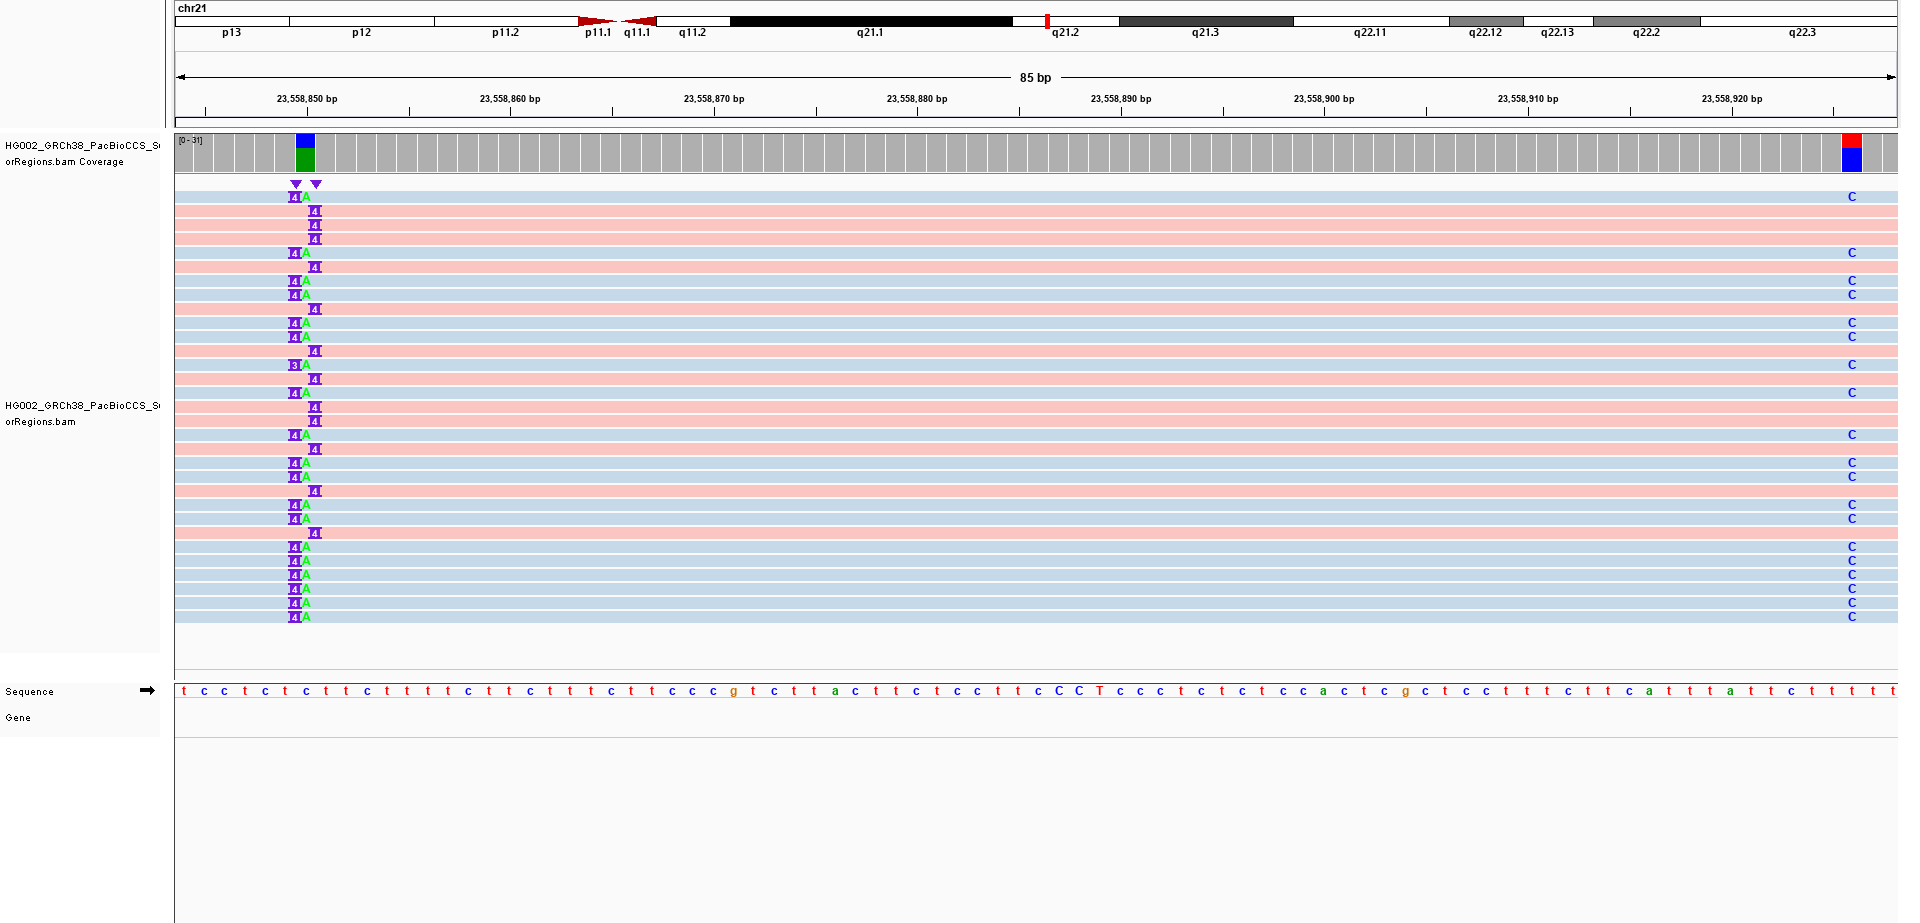 chr21
p13 p12 p11.2 p11.1 q11.1 q11.2 q21.1 q21.2 q21.3 q22.11 q22.12 q22.13 q22.2 q22.3
85 bp
23,558,850 bp 23,558,860 bp 23,558,870 bp 23,558,880 bp 23,558,890 bp 23,558,900 bp 23,558,910 bp 23,558,920 bp
HG002_GRCh38_PacBioCCS_S
orRegions.bam Coverage
[0 - 31]
4 A C
4
4
4
4 A C
4
4 A C
4 A C
4
4 A C
4 A C
4
3 A C
4
4 A C
4
HG002_GRCh38_PacBioCCS_S
orRegions.bam
4
4 A C
4
4 A C
4 A C
4
4 A C
4 A C
4
4 A C
4 A C
4 A C
4 A C
4 A C
4 A C
Sequence
t c c t c t c t t c t t t t c t t c t t t c t t c c c g t c t t a c t t c t c c t t c C C T c c c t c t c t c c a c t c g c t c c t t t c t t c a t t t a t t c t t t t t
Gene